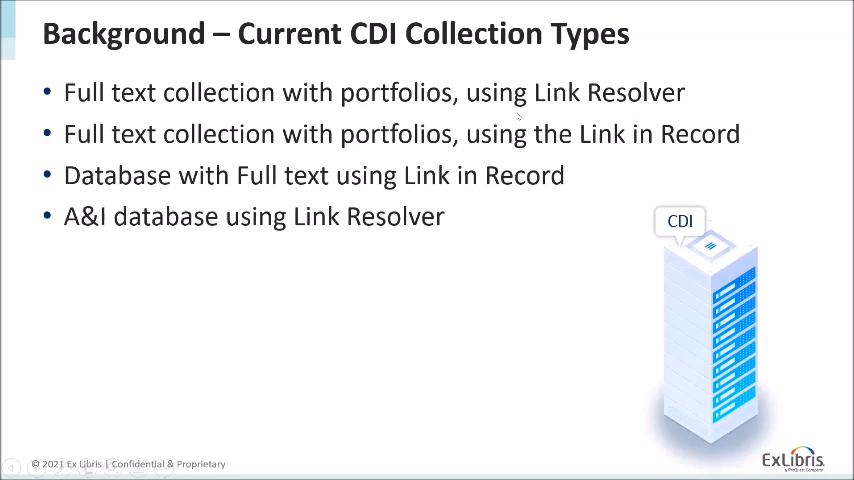 Background – Current CDI Collection Types
• Full text collection with portfolios, using Link Resolver
• Full text collection with portfolios, using the Link in Record
• Database with Full text using Link in Record
• A&I database using Link Resolver
CDI
© 2021 Ex Libris | Confidential & Proprietary
ExLibris
a ProQuest Company